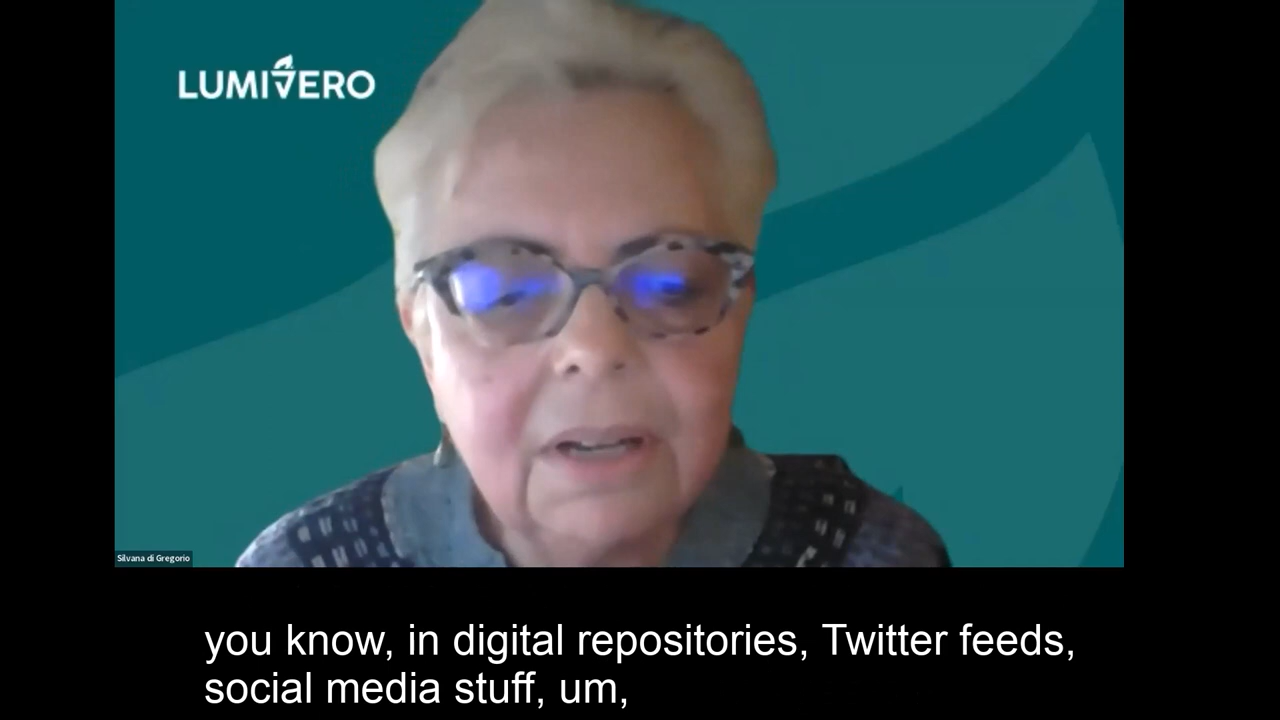 LUMIVERO
Silvana di Gregorio
you know, in digital repositories, Twitter feeds,
social media stuff, um,